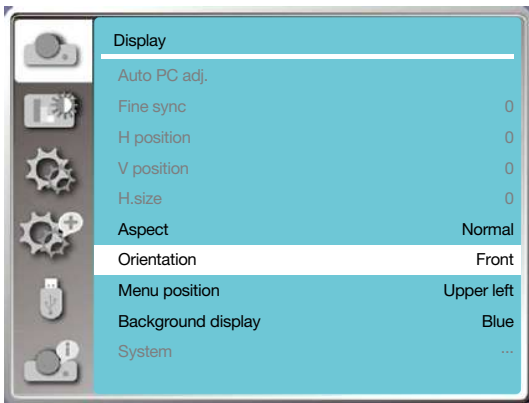 Display
Auto PC adj.
Fine sync 0
H position 0
V position 0
H.size 0
Aspect Normal
Orientation Front
Menu position Upper left
Background display Blue
System ...